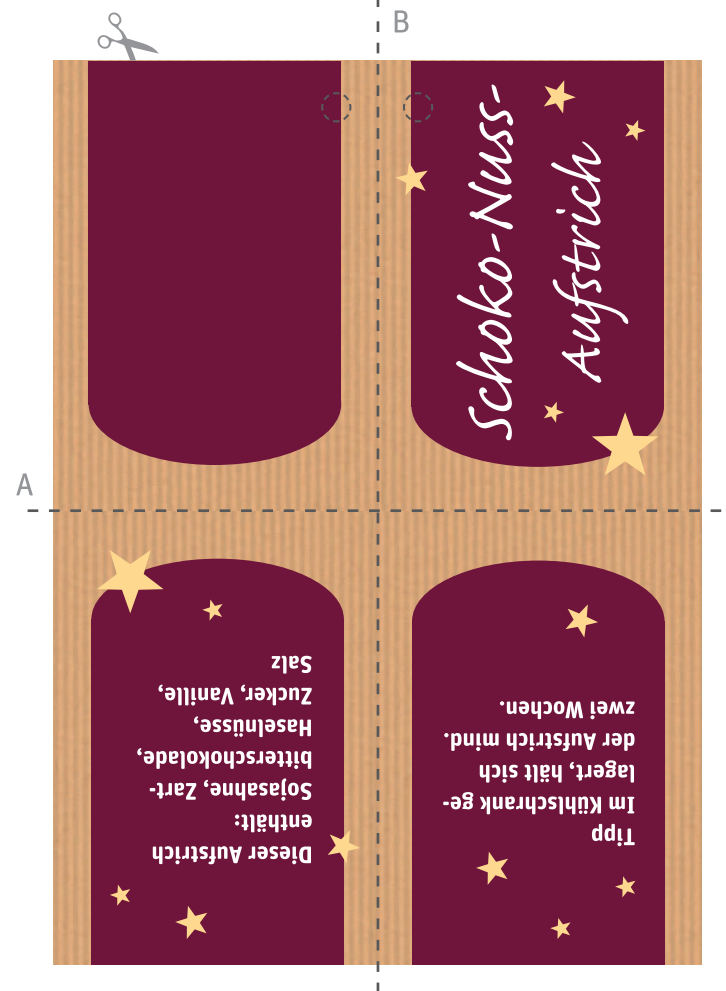 B
Schoko-Nuss-
Aufstrich
A
Dieser Aufstrich
enthält:
Sojasahne, Zart-
bitterschokolade,
Haselnüsse,
Zucker, Vanille,
Salz
Tipp
Im Kühlschrank ge-
lagert, hält sich
der Aufstrich mind.
zwei Wochen.